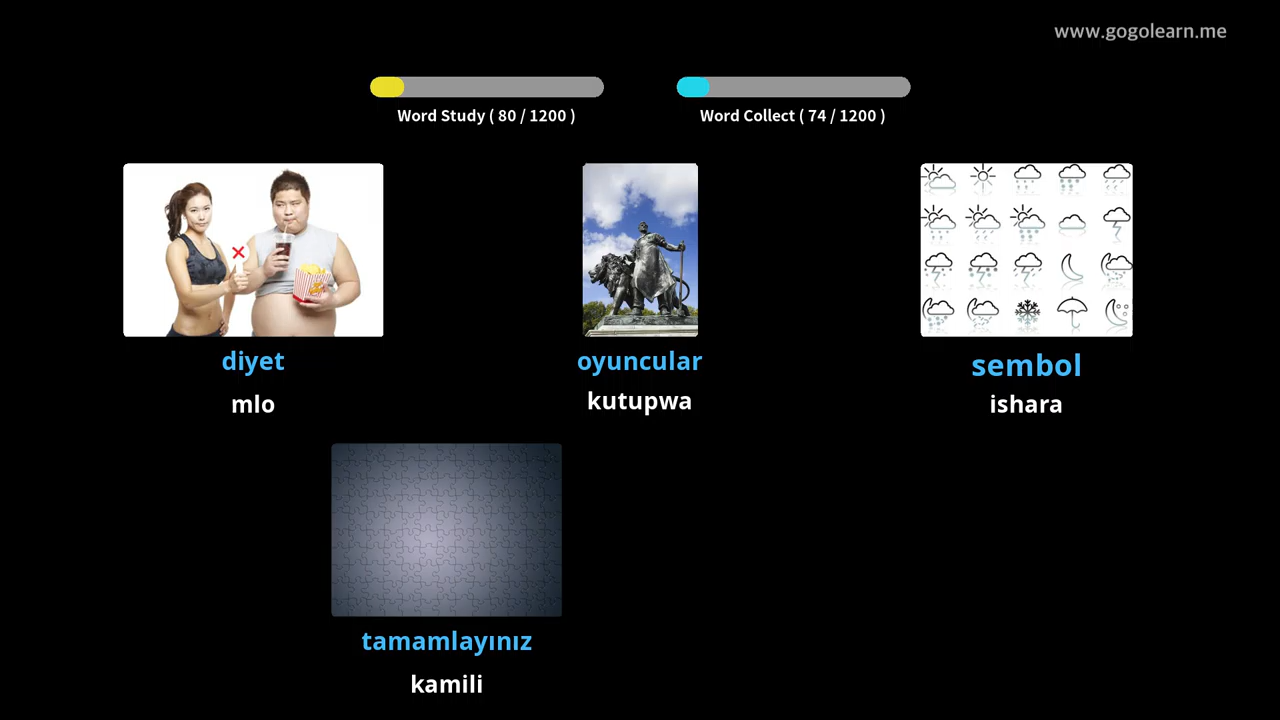 www.gogolearn.me
Word Study ( 80 / 1200 )
Word Collect ( 74 / 1200 )
diyet
mlo
oyuncular
kutupwa
sembol
ishara
tamamlayınız
kamili